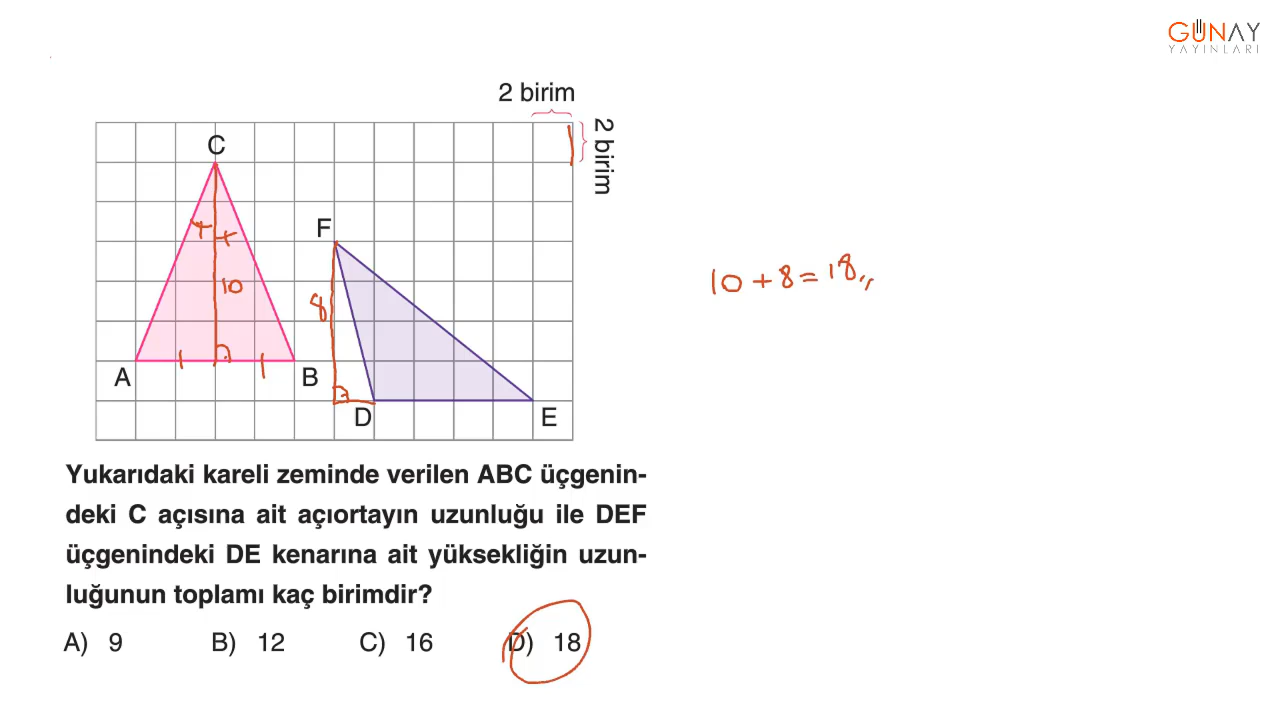 GÜNAY
YAYINLARI
2 birim
2 birim
C
F
10
8
A
B
D
E
10 + 8 = 18,,
Yukarıdaki kareli zeminde verilen ABC üçgenin-
deki C açısına ait açıortayın uzunluğu ile DEF
üçgenindeki DE kenarına ait yüksekliğin uzun-
luğunun toplamı kaç birimdir?
A) 9 B) 12 C) 16 D) 18